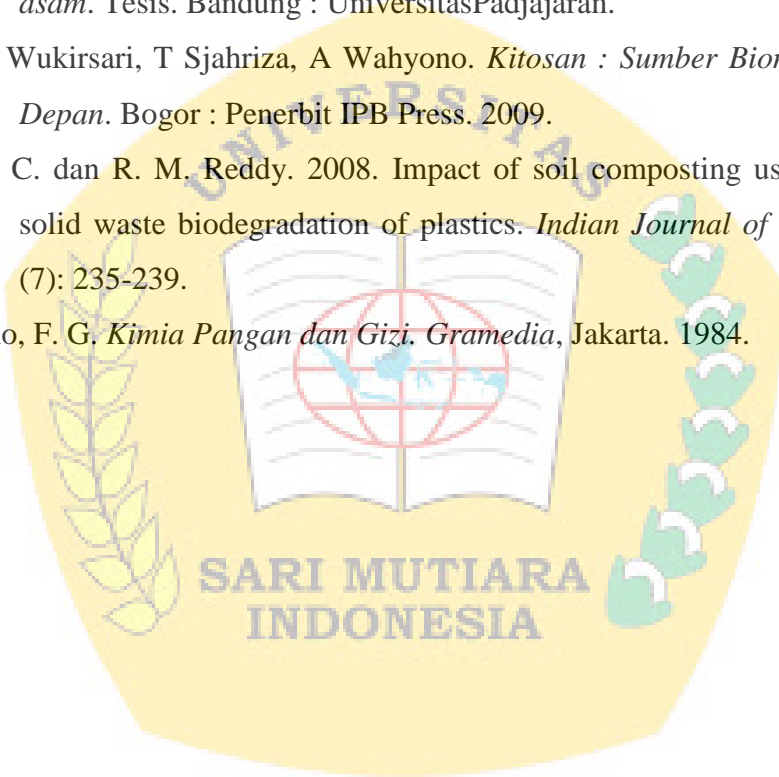 asam. Tesis. Bandung : UniversitasPadjajaran.
Wukirsari, T Sjahriza, A Wahyono. Kitosan : Sumber Bior
Depan. Bogor : Penerbit IPB Press. 2009.
C. dan R. M. Reddy. 2008. Impact of soil composting us
solid waste biodegradation of plastics. Indian Journal of
(7): 235-239.
o, F. G. Kimia Pangan dan Gizi. Gramedia, Jakarta. 1984.
UNIVERSITAS
SARI MUTIARA
INDONESIA